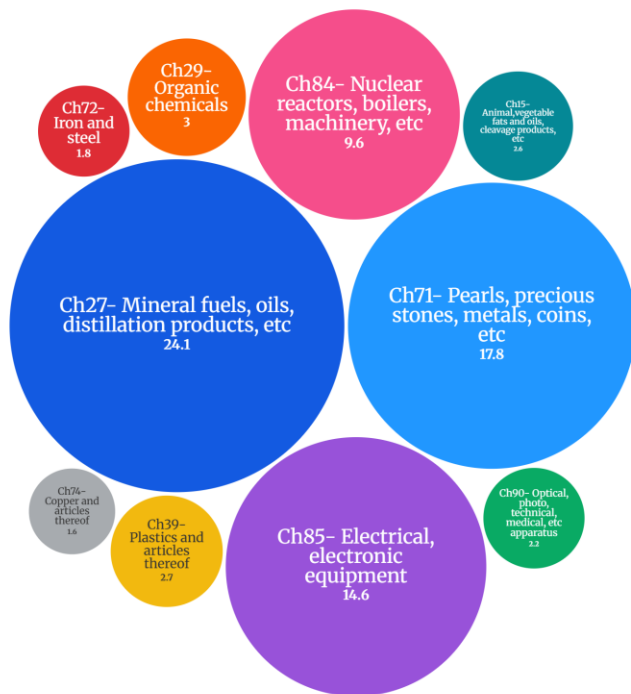 Ch29-
Organic
chemicals
3
Ch84- Nuclear
reactors, boilers,
machinery, etc
9.6
Ch72-
Iron and
steel
1.8
Ch15-
Animal,vegetable
fats and oils,
cleavage products,
etc
2.6
Ch27- Mineral fuels, oils,
distillation products, etc
24.1
Ch71- Pearls, precious
stones, metals, coins,
etc
17.8
Ch74-
Copper and
articles
thereof
1.6
Ch39-
Plastics and
articles
thereof
2.7
Ch85- Electrical,
electronic
equipment
14.6
Ch90- Optical,
photo,
technical,
medical, etc
apparatus
2.2